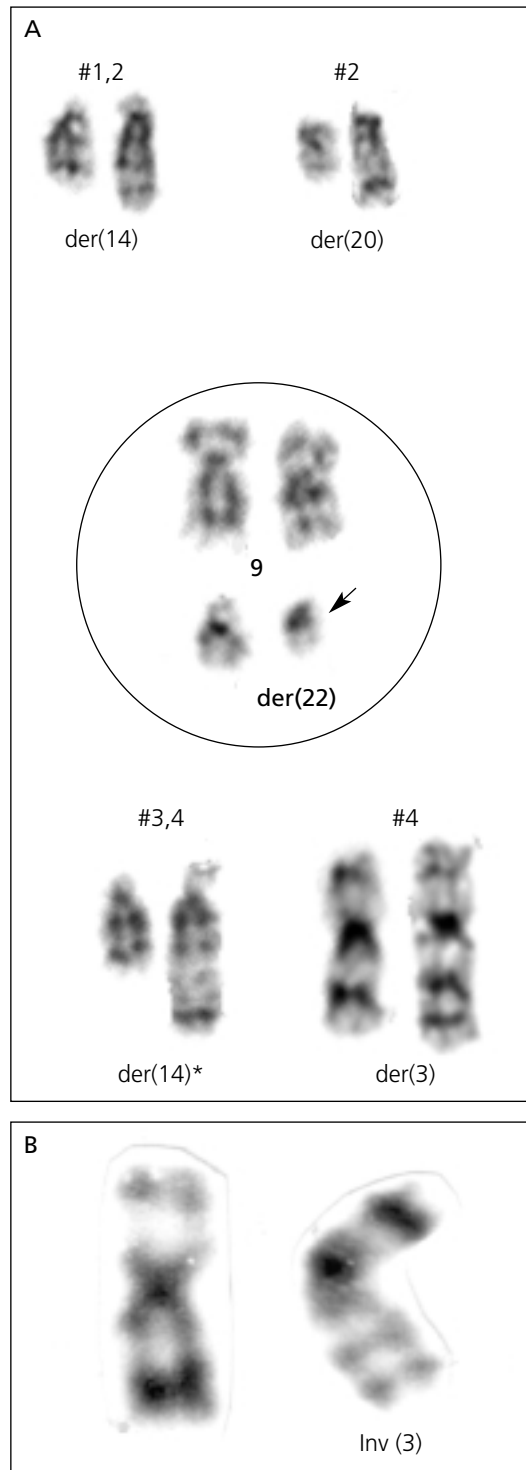 A
#1,2 #2
der(14) der(20)
9
der(22)
#3,4 #4
der(14)* der(3)
B
Inv (3)